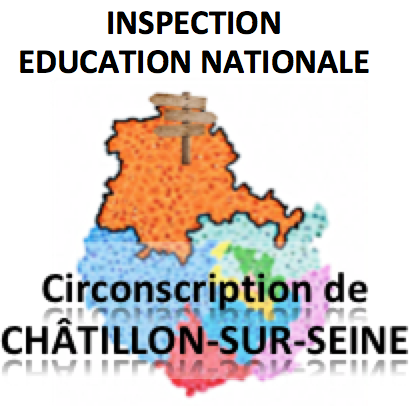 INSPECTION
EDUCATION NATIONALE
Circonscription de
CHÂTILLON-SUR-SEINE